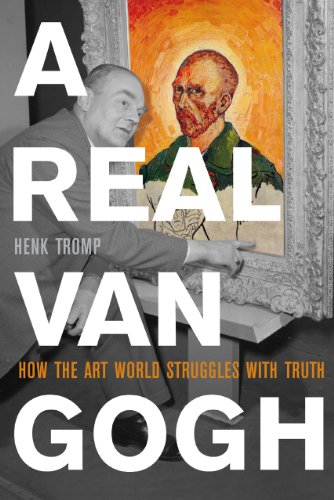 A
REAL
HENK TROMP
VAN
HOW THE ART WORLD STRUGGLES WITH TRUTH
GOGH